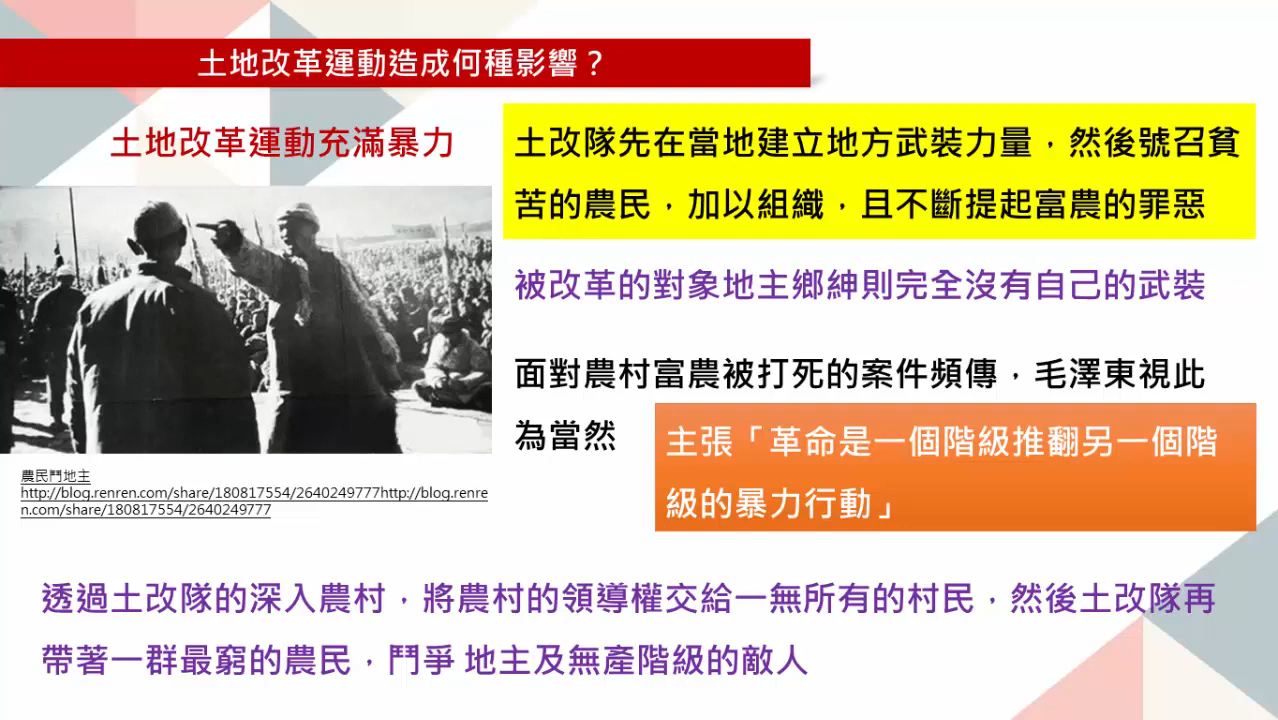 土地改革運動造成何種影響？
土地改革運動充滿暴力
土改隊先在當地建立地方武裝力量，然後號召貧
苦的農民，加以組織，且不斷提起富農的罪惡
被改革的對象地主鄉紳則完全沒有自己的武裝
面對農村富農被打死的案件頻傳，毛澤東視此
為當然
主張「革命是一個階級推翻另一個階
級的暴力行動」
農民鬥地主
http://blog.renren.com/share/180817554/2640249777http://blog.renre
n.com/share/180817554/2640249777
透過土改隊的深入農村，將農村的領導權交給一無所有的村民，然後土改隊再
帶著一群最窮的農民，鬥爭 地主及無產階級的敵人